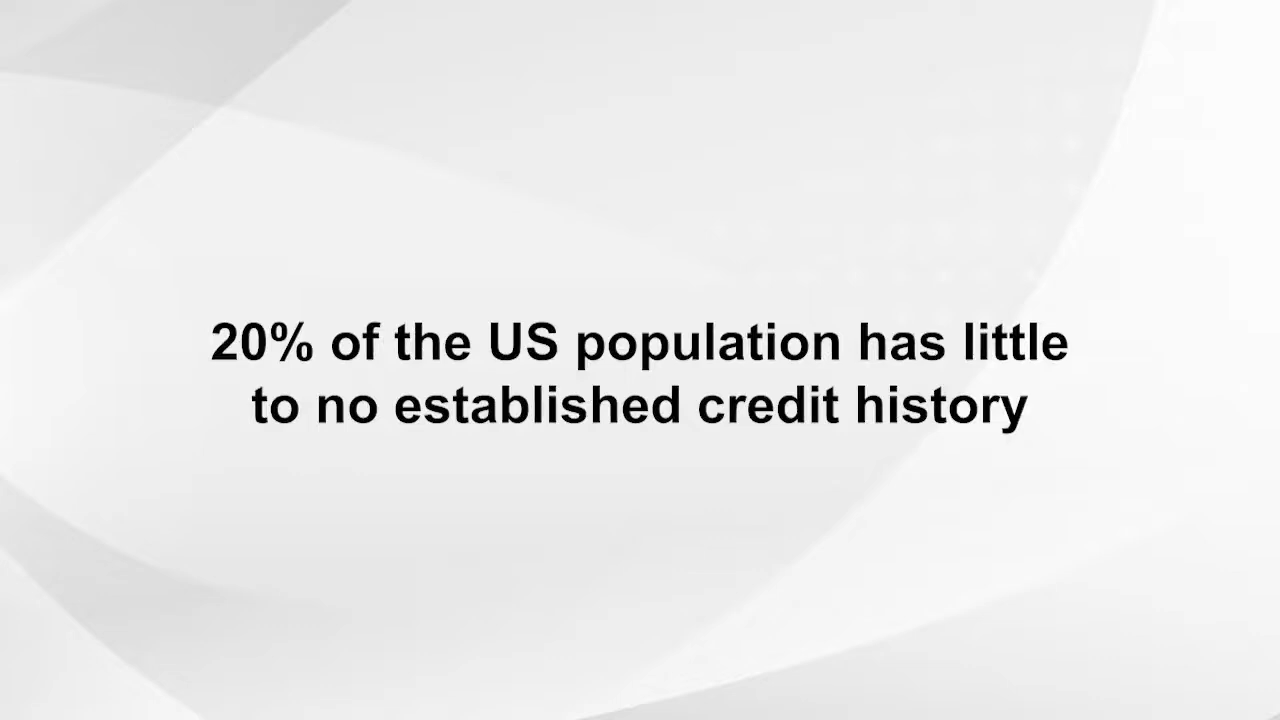 20% of the US population has little
to no established credit history